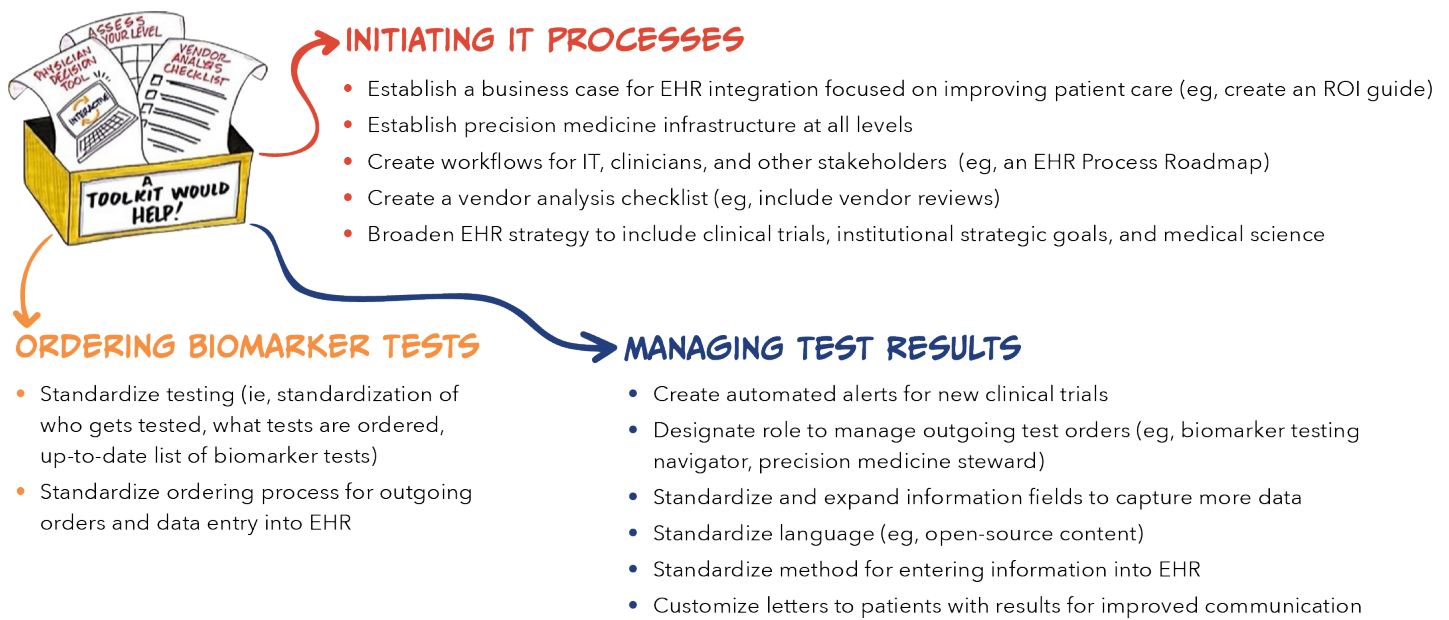 ASSESS
YOUR LEVEL
PHYSICIAN
DECISION
TOOL
INTERACTIVE
VENDOR
ANALYSIS
CHECKLIST
A
TOOLKIT WOULD
HELP!
INITIATING IT PROCESSES
• Establish a business case for EHR integration focused on improving patient care (eg, create an ROI guide)
• Establish precision medicine infrastructure at all levels
• Create workflows for IT, clinicians, and other stakeholders (eg, an EHR Process Roadmap)
• Create a vendor analysis checklist (eg, include vendor reviews)
• Broaden EHR strategy to include clinical trials, institutional strategic goals, and medical science
ORDERING BIOMARKER TESTS
• Standardize testing (ie, standardization of
who gets tested, what tests are ordered,
up-to-date list of biomarker tests)
• Standardize ordering process for outgoing
orders and data entry into EHR
MANAGING TEST RESULTS
• Create automated alerts for new clinical trials
• Designate role to manage outgoing test orders (eg, biomarker testing
navigator, precision medicine steward)
• Standardize and expand information fields to capture more data
• Standardize language (eg, open-source content)
• Standardize method for entering information into EHR
• Customize letters to patients with results for improved communication